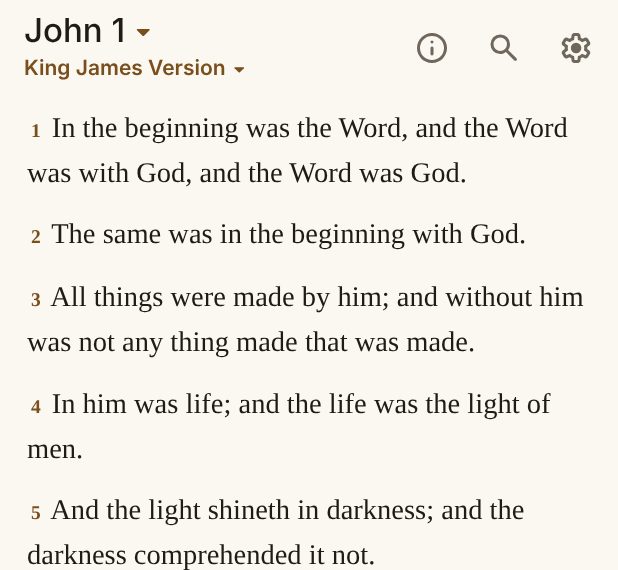 John 1
King James Version
1 In the beginning was the Word, and the Word
was with God, and the Word was God.
2 The same was in the beginning with God.
3 All things were made by him; and without him
was not any thing made that was made.
4 In him was life; and the life was the light of
men.
5 And the light shineth in darkness; and the
darkness comprehended it not.